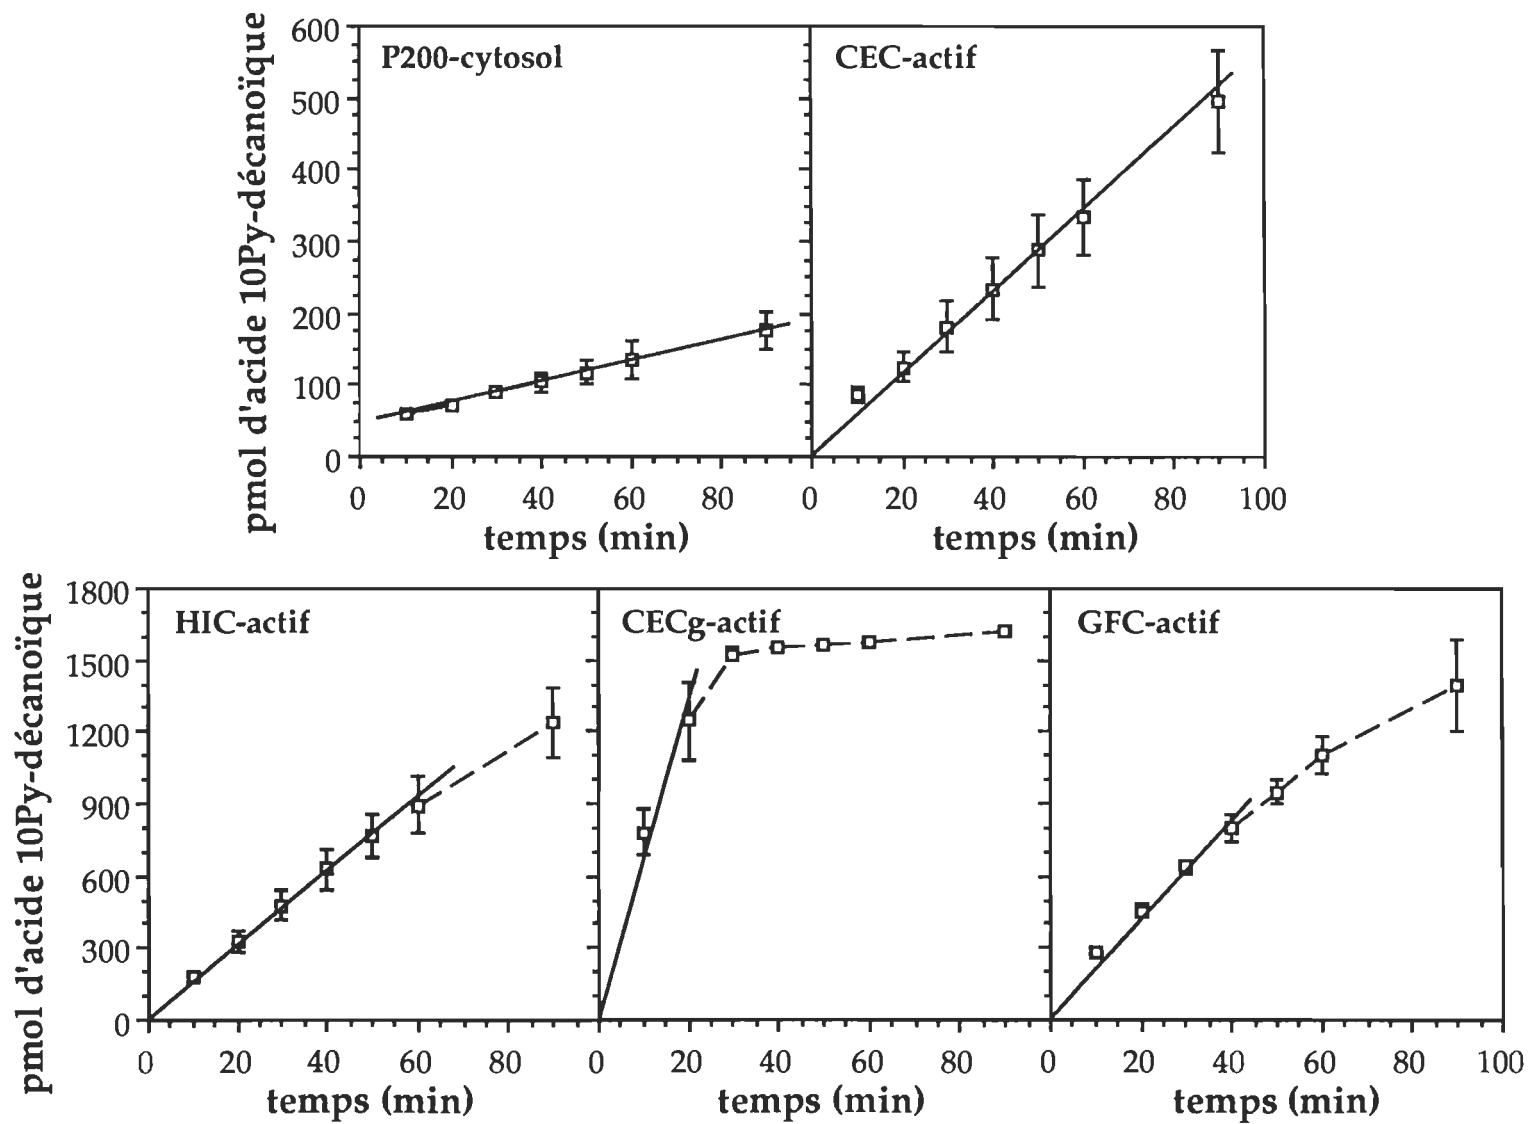 pmol d'acide 10Py-décanoïque
600
500
400
300
200
100
0
P200-cytosol
CEC-actif
0 20 40 60 80 0 20 40 60 80 100
temps (min) temps (min)
pmol d'acide 10Py-décanoïque
1800
1500
1200
900
600
300
0
HIC-actif
CECg-actif
GFC-actif
0 20 40 60 80 0 20 40 60 80 0 20 40 60 80 100
temps (min) temps (min) temps (min)